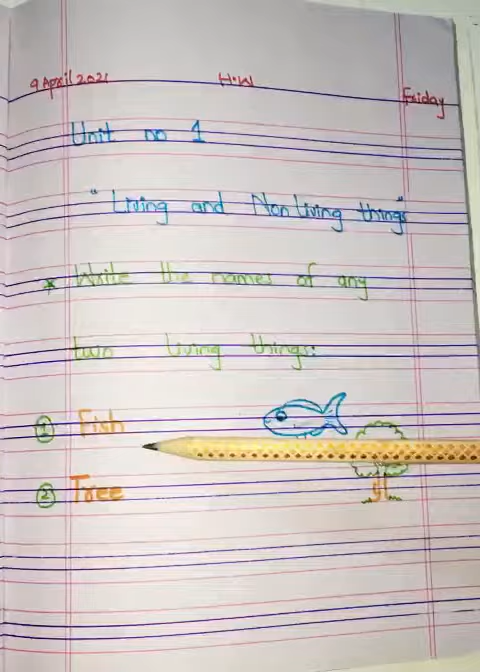 9 April 2021 H.W Friday
Unit no 1
"Living and Non Living things"
* Write the names of any
two living things:
1 Fish
2 Tree